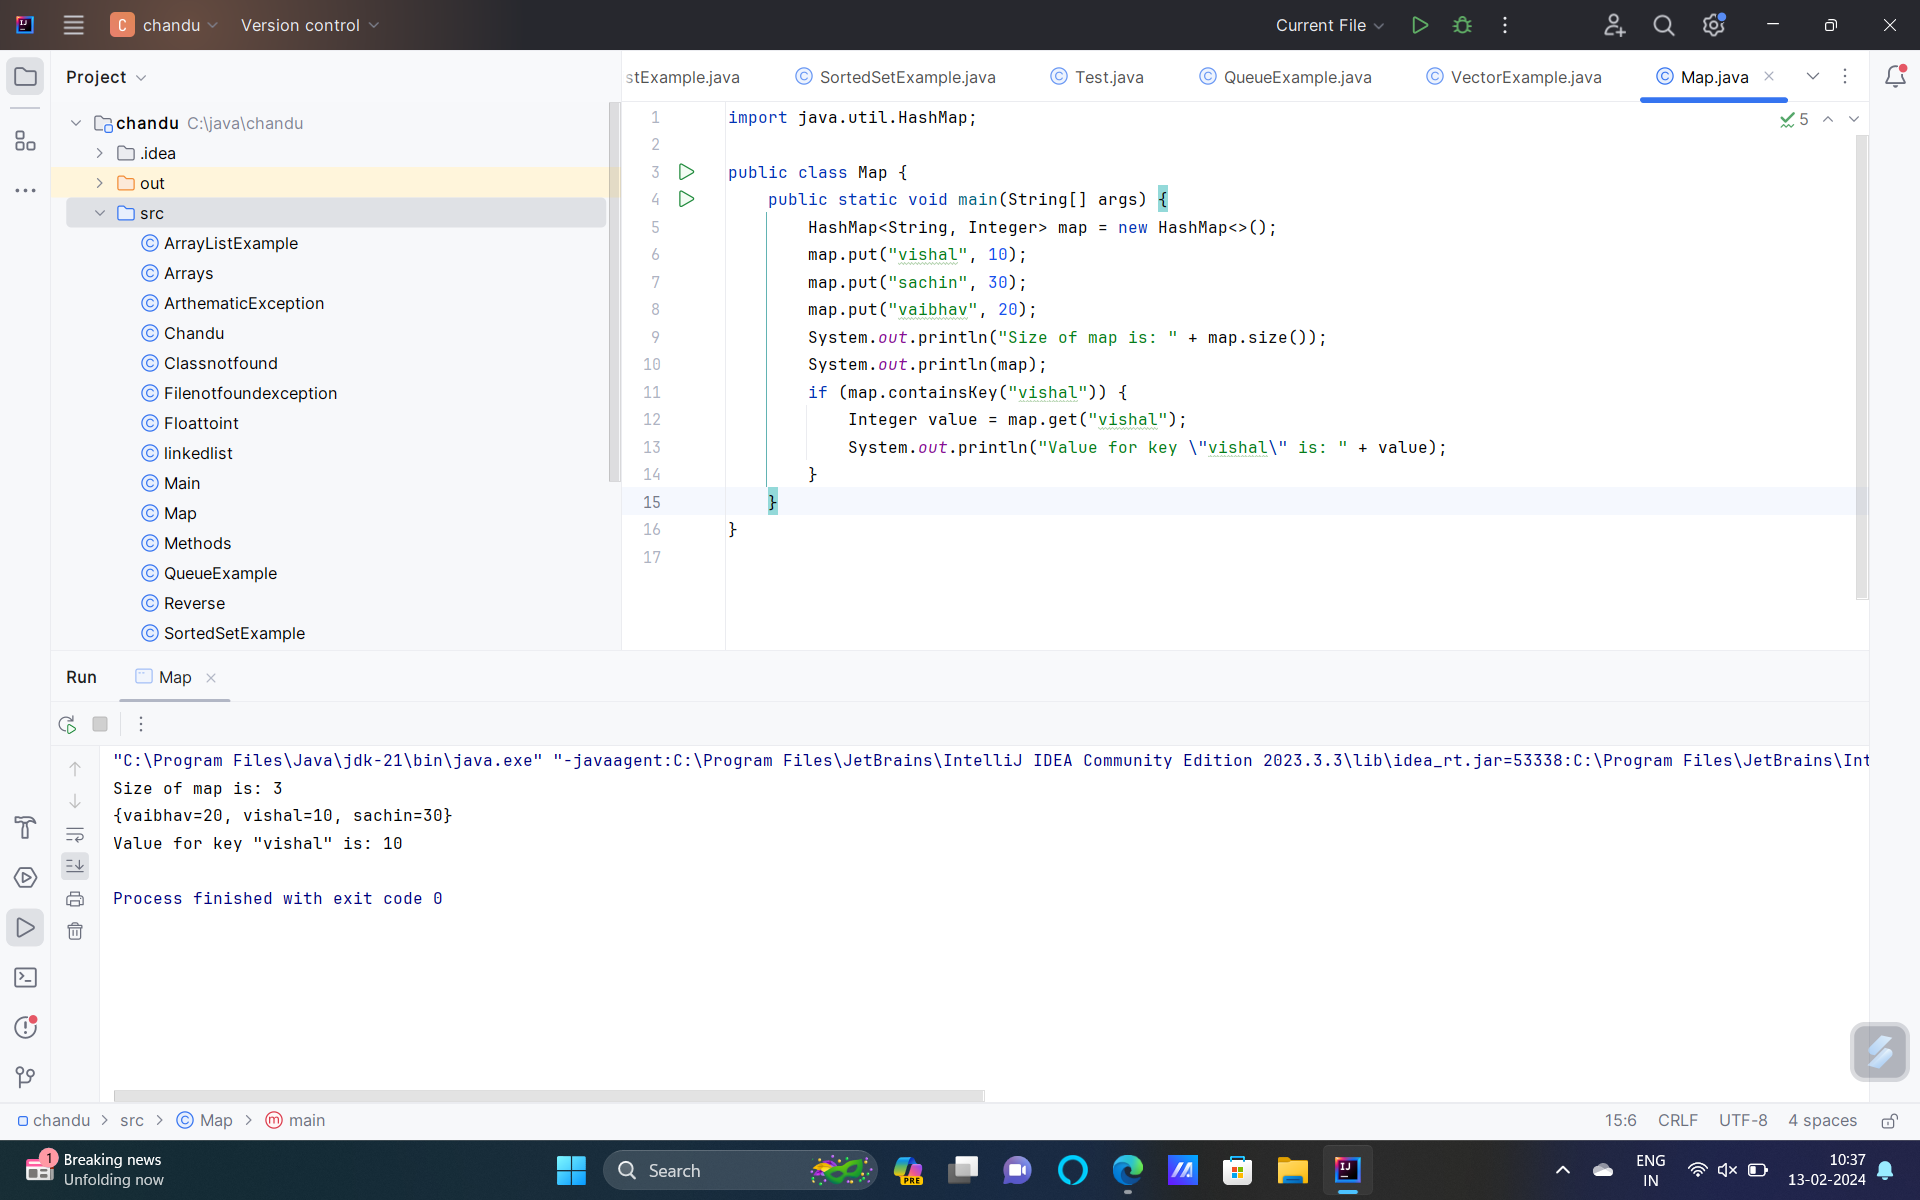 C chandu Version control Current File
Project
stExample.java SortedSetExample.java Test.java QueueExample.java VectorExample.java Map.java
chandu C:\java\chandu
.idea
out
src
ArrayListExample
Arrays
ArthematicException
Chandu
Classnotfound
Filenotfoundexception
Floattoint
linkedlist
Main
Map
Methods
QueueExample
Reverse
SortedSetExample
5
1 import java.util.HashMap;
2
3 public class Map {
4 public static void main(String[] args) {
5 HashMap<String, Integer> map = new HashMap<>();
6 map.put("vishal", 10);
7 map.put("sachin", 30);
8 map.put("vaibhav", 20);
9 System.out.println("Size of map is: " + map.size());
10 System.out.println(map);
11 if (map.containsKey("vishal")) {
12 Integer value = map.get("vishal");
13 System.out.println("Value for key \"vishal\" is: " + value);
14 }
15 }
16 }
17
Run Map
"C:\Program Files\Java\jdk-21\bin\java.exe" "-javaagent:C:\Program Files\JetBrains\IntelliJ IDEA Community Edition 2023.3.3\lib\idea_rt.jar=53338:C:\Program Files\JetBrains\Int
Size of map is: 3
{vaibhav=20, vishal=10, sachin=30}
Value for key "vishal" is: 10
Process finished with exit code 0
chandu > src > Map > main 15:6 CRLF UTF-8 4 spaces
1 Breaking news
Unfolding now
Search
PRE
IJ
ENG
IN
10:37
13-02-2024